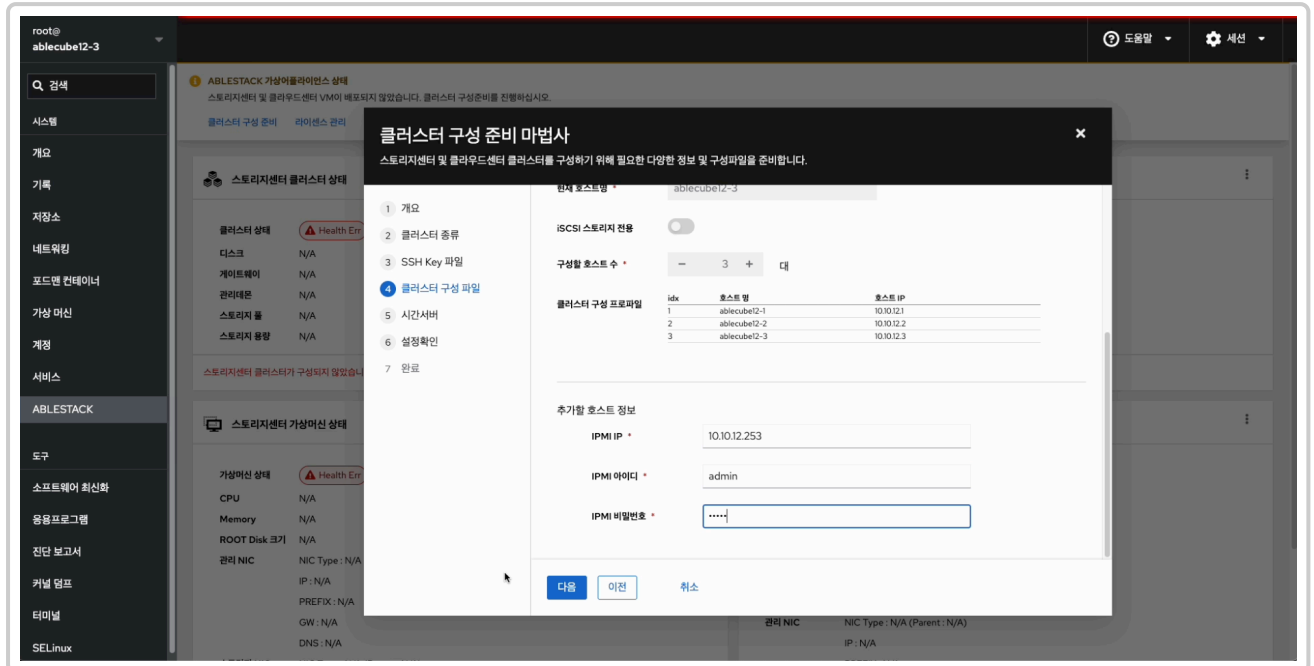 root@
ablecube12-3
도움말
세션
검색
시스템
개요
기록
저장소
네트워킹
포드맨 컨테이너
가상 머신
계정
서비스
ABLESTACK
도구
소프트웨어 최신화
응용프로그램
진단 보고서
커널 덤프
터미널
SELinux
ABLESTACK 가상어플라이언스 상태
스토리지센터 및 클라우드센터 VM이 배포되지 않았습니다. 클러스터 구성준비를 진행하십시오.
클러스터 구성 준비 라이센스 관리
스토리지센터 클러스터 상태
클러스터 상태 Health Err
디스크 N/A
게이트웨이 N/A
관리데몬 N/A
스토리지 풀 N/A
스토리지 용량 N/A
스토리지센터 클러스터가 구성되지 않았습니
스토리지센터 가상머신 상태
가상머신 상태 Health Err
CPU N/A
Memory N/A
ROOT Disk 크기 N/A
관리 NIC NIC Type : N/A
IP : N/A
PREFIX : N/A
GW : N/A
DNS : N/A
클러스터 구성 준비 마법사
스토리지센터 및 클라우드센터 클러스터를 구성하기 위해 필요한 다양한 정보 및 구성파일을 준비합니다.
1 개요
2 클러스터 종류
3 SSH Key 파일
4 클러스터 구성 파일
5 시간서버
6 설정확인
7 완료
현재 호스트명 * ablecube12-3
iSCSI 스토리지 전용
구성할 호스트 수 * − 3 + 대
클러스터 구성 프로파일
idx 호스트 명 호스트 IP
1 ablecube12-1 10.10.12.1
2 ablecube12-2 10.10.12.2
3 ablecube12-3 10.10.12.3
추가할 호스트 정보
IPMI IP * 10.10.12.253
IPMI 아이디 * admin
IPMI 비밀번호 * •••••
다음 이전 취소
관리 NIC NIC Type : N/A (Parent : N/A)
IP : N/A